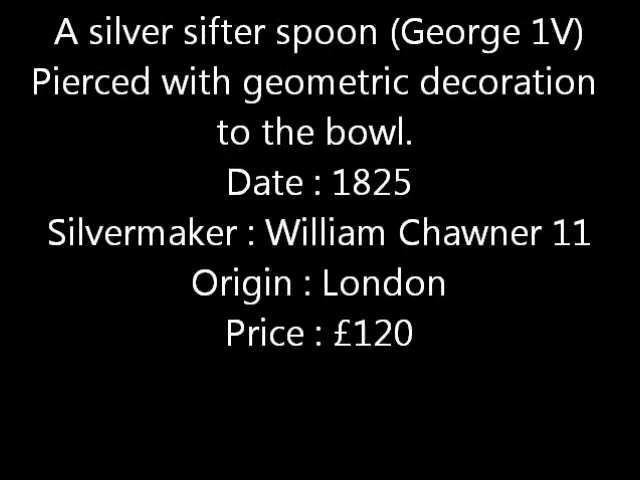 A silver sifter spoon (George 1V)
Pierced with geometric decoration
to the bowl.
Date : 1825
Silvermaker : William Chawner 11
Origin : London
Price : £120